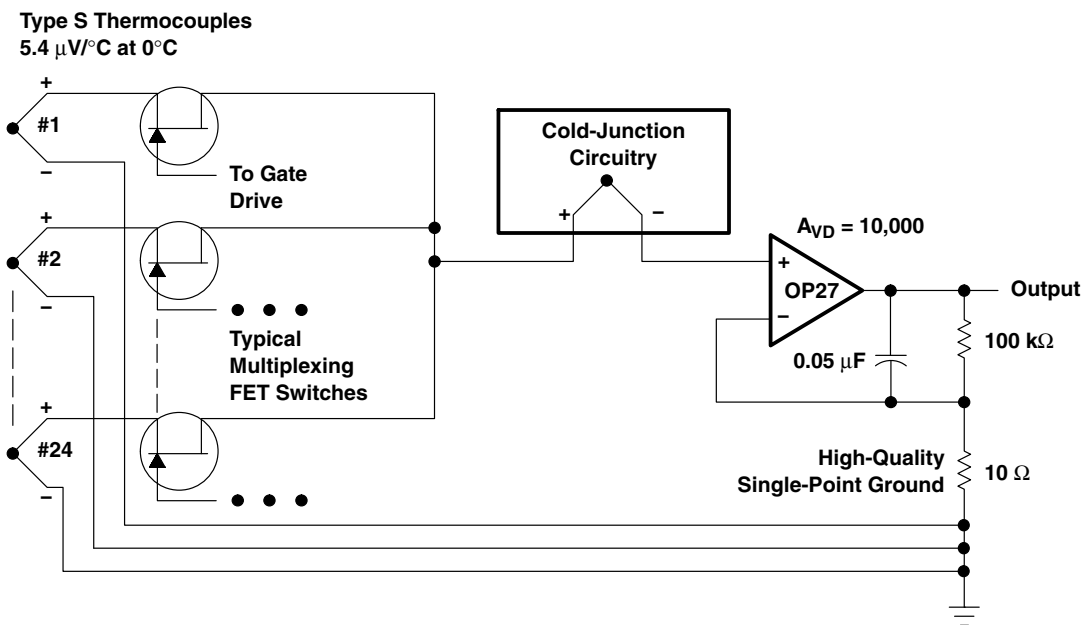 Type S Thermocouples
5.4 μV/°C at 0°C
+
#1
−
To Gate
Drive
+
#2
−
Typical
Multiplexing
FET Switches
+
#24
−
Cold-Junction
Circuitry
+
−
AVD = 10,000
+
OP27
−
Output
0.05 μF
100 kΩ
High-Quality
Single-Point Ground
10 Ω